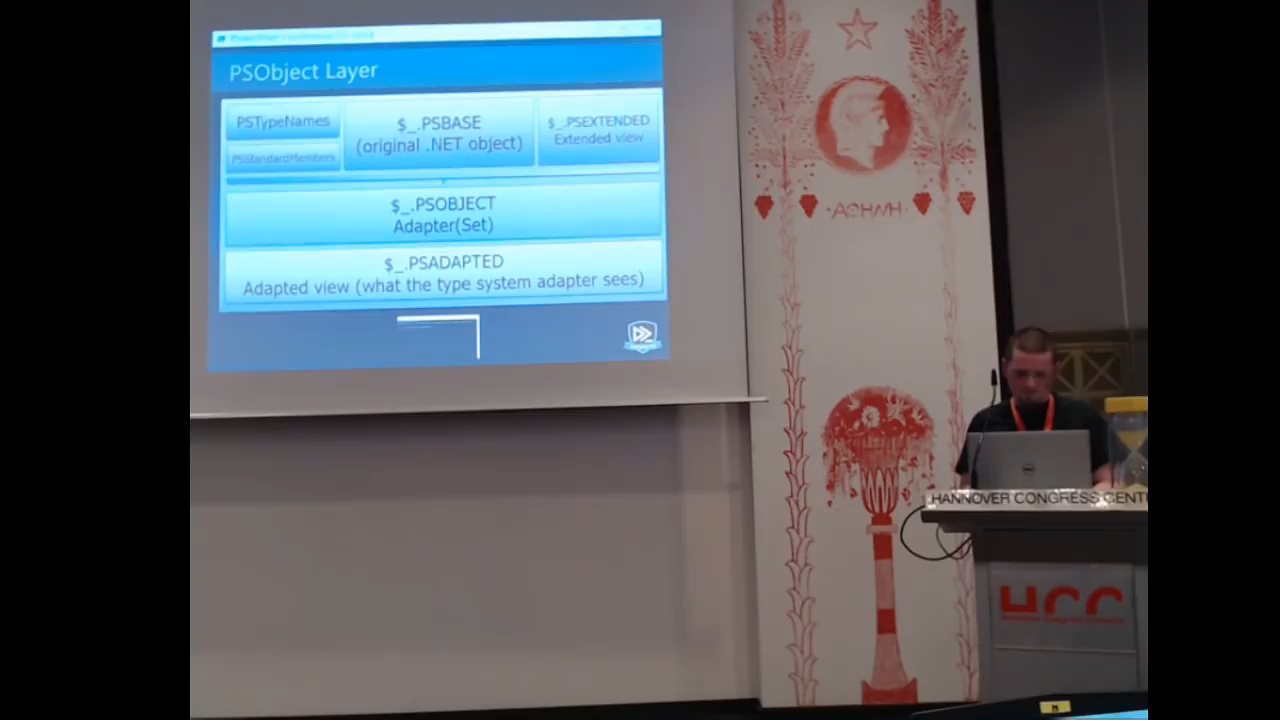 PSObject Layer
PSTypeNames
PSStandardMembers
$_.PSBASE
(original .NET object)
$_.PSEXTENDED
Extended view
$_.PSOBJECT
Adapter(Set)
$_.PSADAPTED
Adapted view (what the type system adapter sees)
HANNOVER CONGRESS CENT
HCC